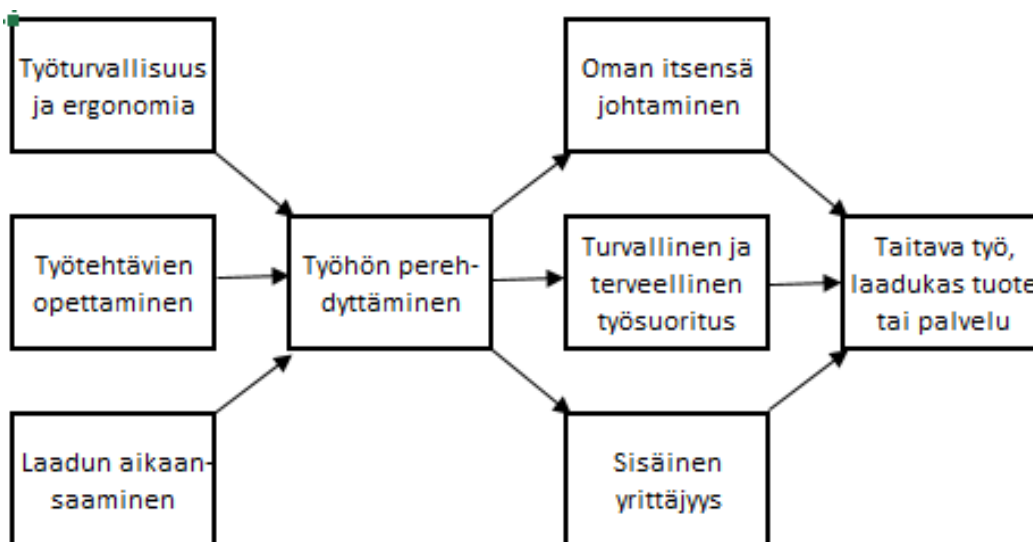 Työturvallisuus
ja ergonomia
Työtehtävien
opettaminen
Laadun aikaan-
saaminen
Työhön pereh-
dyttäminen
Oman itsensä
johtaminen
Turvallinen ja
terveellinen
työsuoritus
Sisäinen
yrittäjyys
Taitava työ,
laadukas tuote
tai palvelu